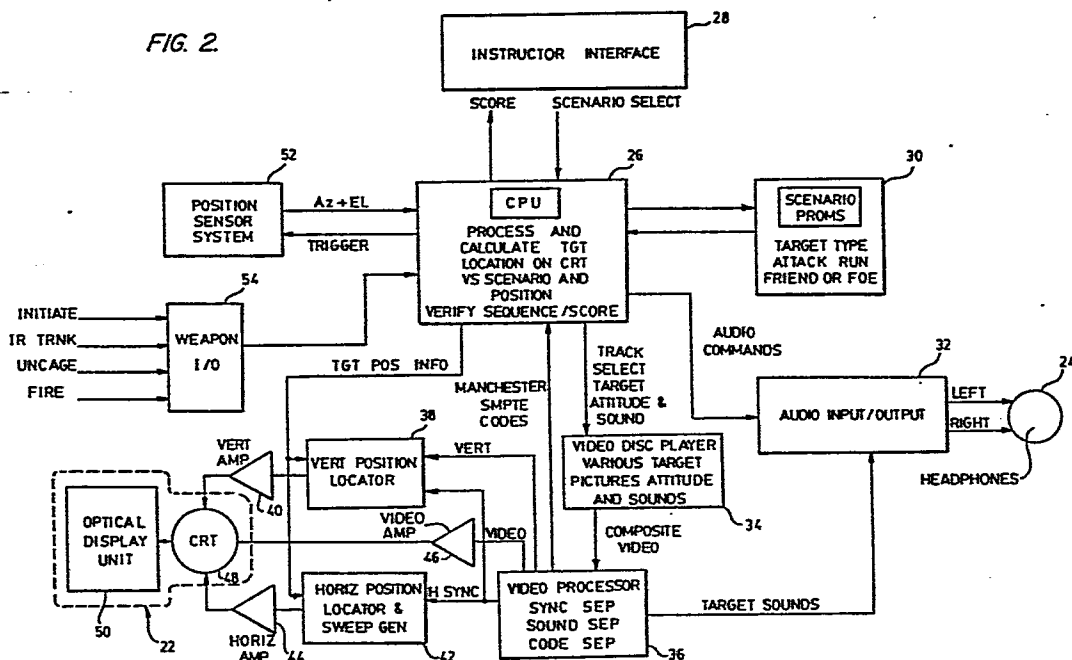 FIG. 2.
28
INSTRUCTOR INTERFACE
SCORE
SCENARIO SELECT
52
POSITION
SENSOR
SYSTEM
Az+EL
TRIGGER
26
CPU
PROCESS AND
CALCULATE TGT
LOCATION ON CRT
VS SCENARIO AND
POSITION
VERIFY SEQUENCE/SCORE
30
SCENARIO
PROMS
TARGET TYPE
ATTACK RUN
FRIEND OR FOE
54
INITIATE
IR TRNK
UNCAGE
FIRE
WEAPON
I/O
TGT POS INFO
MANCHESTER
SMPTE
CODES
TRACK
SELECT
TARGET
ATTITUDE &
SOUND
AUDIO
COMMANDS
32
AUDIO INPUT/OUTPUT
LEFT
RIGHT
24
HEADPHONES
38
VERT POSITION
LOCATOR
VERT
VERT AMP
40
VIDEO DISC PLAYER
VARIOUS TARGET
PICTURES ATTITUDE
AND SOUNDS
34
COMPOSITE
VIDEO
OPTICAL
DISPLAY
UNIT
CRT
48
VIDEO AMP
46
VIDEO
50
22
HORIZ AMP
44
HORIZ POSITION
LOCATOR &
SWEEP GEN
42
H SYNC
VIDEO PROCESSOR
SYNC SEP
SOUND SEP
CODE SEP
36
TARGET SOUNDS